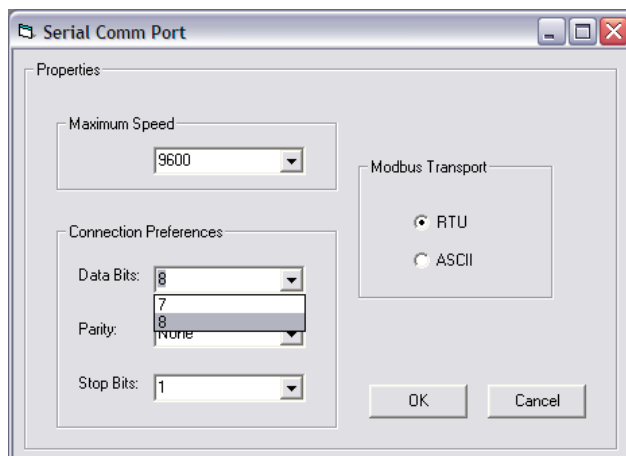 Serial Comm Port
Properties
Maximum Speed
9600
Modbus Transport
RTU
ASCII
Connection Preferences
Data Bits: 8
7
8
Parity: None
Stop Bits: 1
OK Cancel